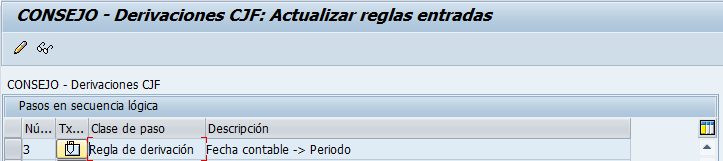 CONSEJO - Derivaciones CJF: Actualizar reglas entradas
CONSEJO - Derivaciones CJF
Pasos en secuencia lógica
Nú... Tx... Clase de paso Descripción
3 Regla de derivación Fecha contable -> Periodo